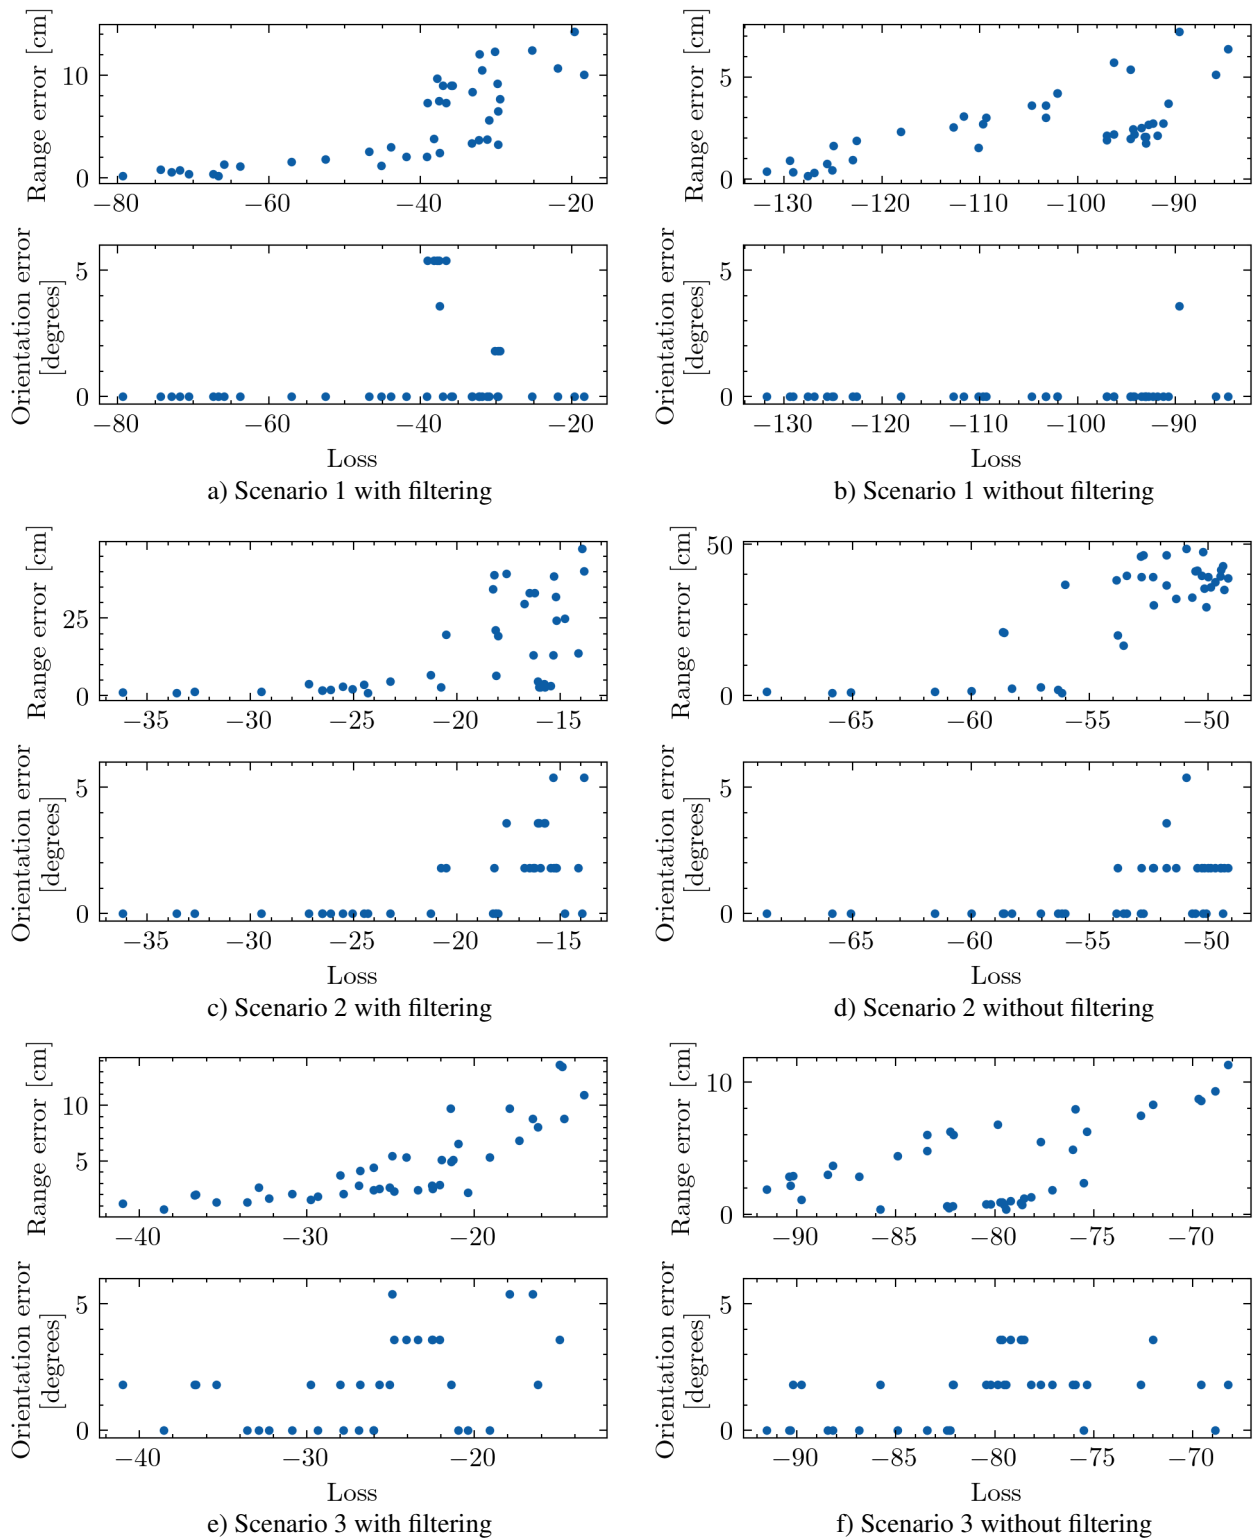 Range error [cm]
10
0
−80
−60
−40
−20
Orientation error
[degrees]
5
0
−80
−60
−40
−20
Loss
a) Scenario 1 with filtering
Range error [cm]
5
0
−130
−120
−110
−100
−90
Orientation error
[degrees]
5
0
−130
−120
−110
−100
−90
Loss
b) Scenario 1 without filtering
Range error [cm]
25
0
−35
−30
−25
−20
−15
Orientation error
[degrees]
5
0
−35
−30
−25
−20
−15
Loss
c) Scenario 2 with filtering
Range error [cm]
50
0
−65
−60
−55
−50
Orientation error
[degrees]
5
0
−65
−60
−55
−50
Loss
d) Scenario 2 without filtering
Range error [cm]
10
5
−40
−30
−20
Orientation error
[degrees]
5
0
−40
−30
−20
Loss
e) Scenario 3 with filtering
Range error [cm]
10
0
−90
−85
−80
−75
−70
Orientation error
[degrees]
5
0
−90
−85
−80
−75
−70
Loss
f) Scenario 3 without filtering